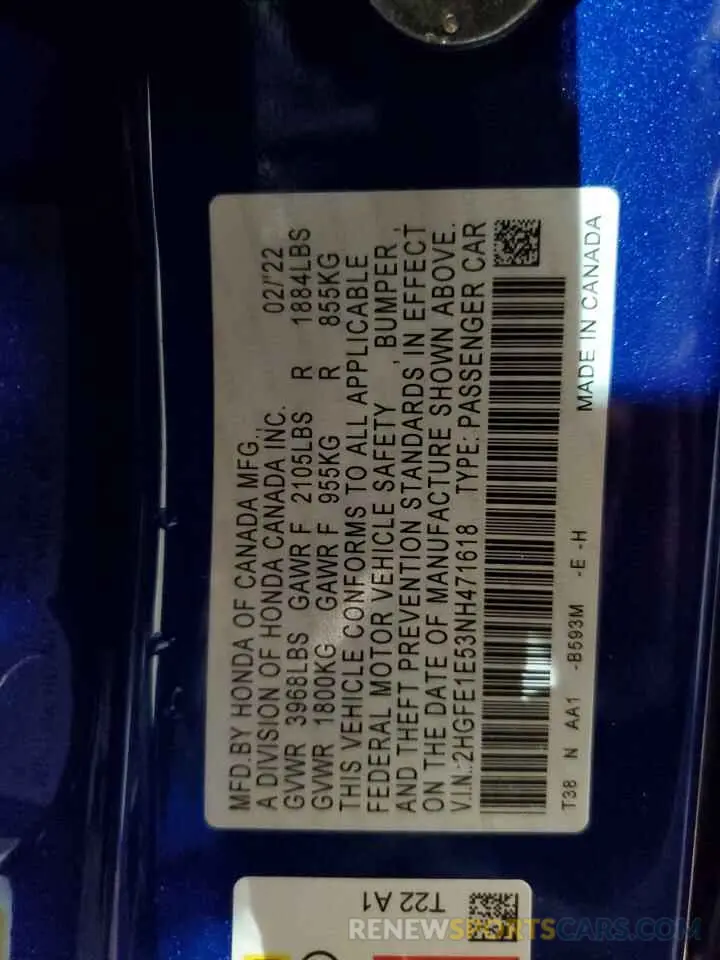 MFD.BY HONDA OF CANADA MFG.,
A DIVISION OF HONDA CANADA INC. 02/'22
GVWR 3968LBS GAWR F 2105LBS R 1884LBS
GVWR 1800KG GAWR F 955KG R 855KG
THIS VEHICLE CONFORMS TO ALL APPLICABLE
FEDERAL MOTOR VEHICLE SAFETY , BUMPER ,
AND THEFT PREVENTION STANDARDS IN EFFECT
ON THE DATE OF MANUFACTURE SHOWN ABOVE.
V.I.N.:2HGFE1E53NH471618 TYPE: PASSENGER CAR
T38 N AA1 -B593M -E -H MADE IN CANADA
T22 A1
RENEWSPORTSCARS.COM